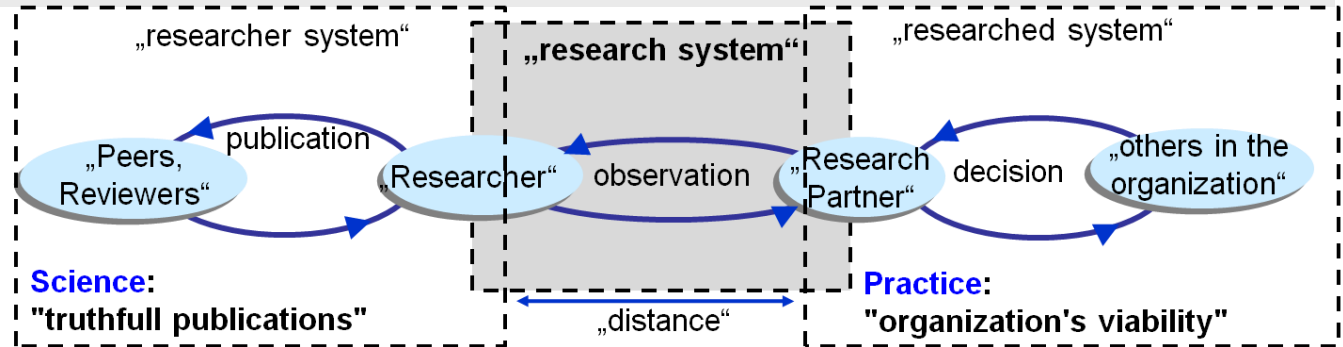 „researcher system“
„research system“
„researched system“
publication
„Peers,
Reviewers“
„Researcher“
observation
„Research
Partner“
decision
„others in the
organization“
Science:
"truthfull publications"
„distance“
Practice:
"organization's viability"